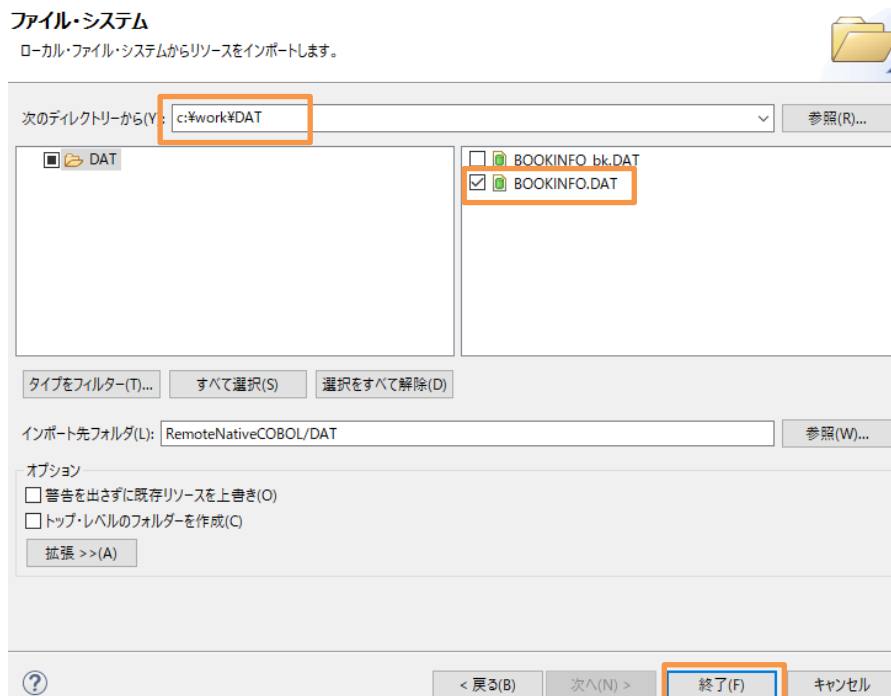 ファイル・システム
ローカル・ファイル・システムからリソースをインポートします。
次のディレクトリーから(Y): c:¥work¥DAT 参照(R)...
DAT
BOOKINFO_bk.DAT
BOOKINFO.DAT
タイプをフィルター(T)... すべて選択(S) 選択をすべて解除(D)
インポート先フォルダ(L): RemoteNativeCOBOL/DAT 参照(W)...
オプション
警告を出さずに既存リソースを上書き(O)
トップ・レベルのフォルダーを作成(C)
拡張 >>(A)
? < 戻る(B) 次へ(N) > 終了(F) キャンセル